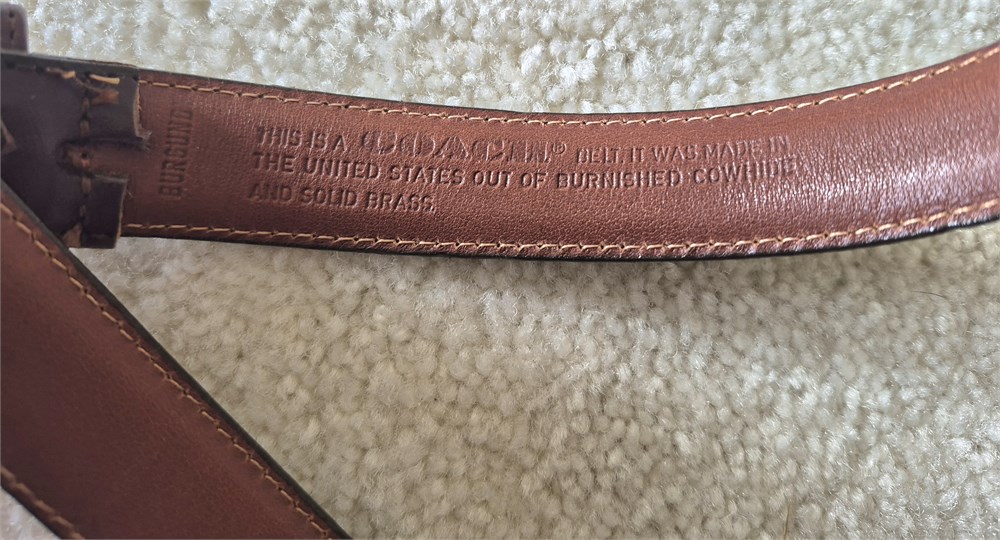 BURGUNDY
THIS IS A COACH® BELT. IT WAS MADE IN
THE UNITED STATES OUT OF BURNISHED COWHIDE
AND SOLID BRASS.